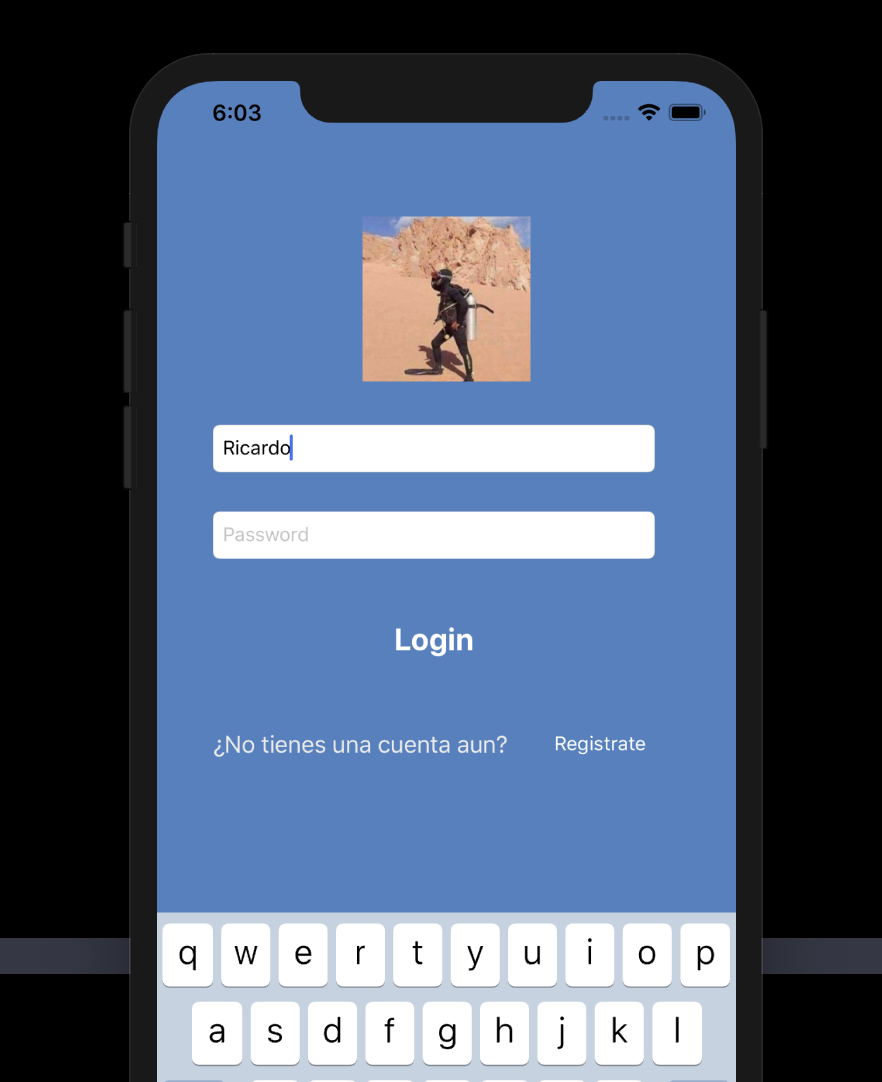 6:03
Ricardo
Password
Login
¿No tienes una cuenta aun? Registrate
q w e r t y u i o p
a s d f g h j k l